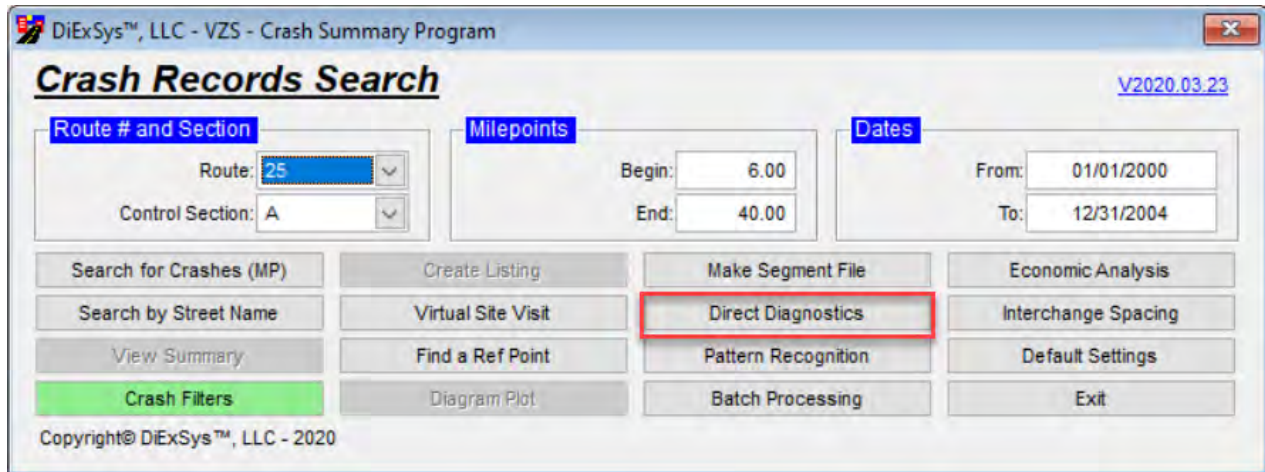 DiExSys™, LLC - VZS - Crash Summary Program
Crash Records Search
V2020.03.23
Route # and Section
Milepoints
Dates
Route: 25
Begin: 6.00
From: 01/01/2000
Control Section: A
End: 40.00
To: 12/31/2004
Search for Crashes (MP)
Create Listing
Make Segment File
Economic Analysis
Search by Street Name
Virtual Site Visit
Direct Diagnostics
Interchange Spacing
View Summary
Find a Ref Point
Pattern Recognition
Default Settings
Crash Filters
Diagram Plot
Batch Processing
Exit
Copyright© DiExSys™, LLC - 2020